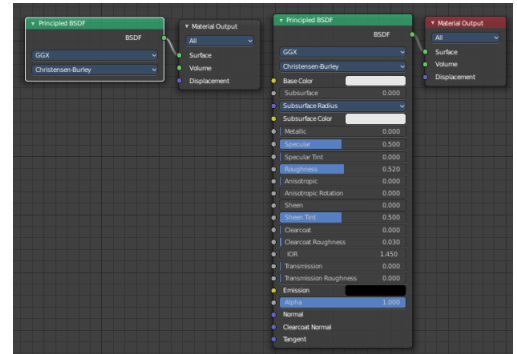 Principled BSDF
BSDF
GGX
Christensen-Burley
Material Output
All
Surface
Volume
Displacement
Principled BSDF
BSDF
GGX
Christensen-Burley
Base Color
Subsurface 0.000
Subsurface Radius
Subsurface Color
Metallic 0.000
Specular 0.500
Specular Tint 0.000
Roughness 0.520
Anisotropic 0.000
Anisotropic Rotation 0.000
Sheen 0.000
Sheen Tint 0.500
Clearcoat 0.000
Clearcoat Roughness 0.030
IOR 1.450
Transmission 0.000
Transmission Roughness 0.000
Emission
Alpha 1.000
Normal
Clearcoat Normal
Tangent
Material Output
All
Surface
Volume
Displacement